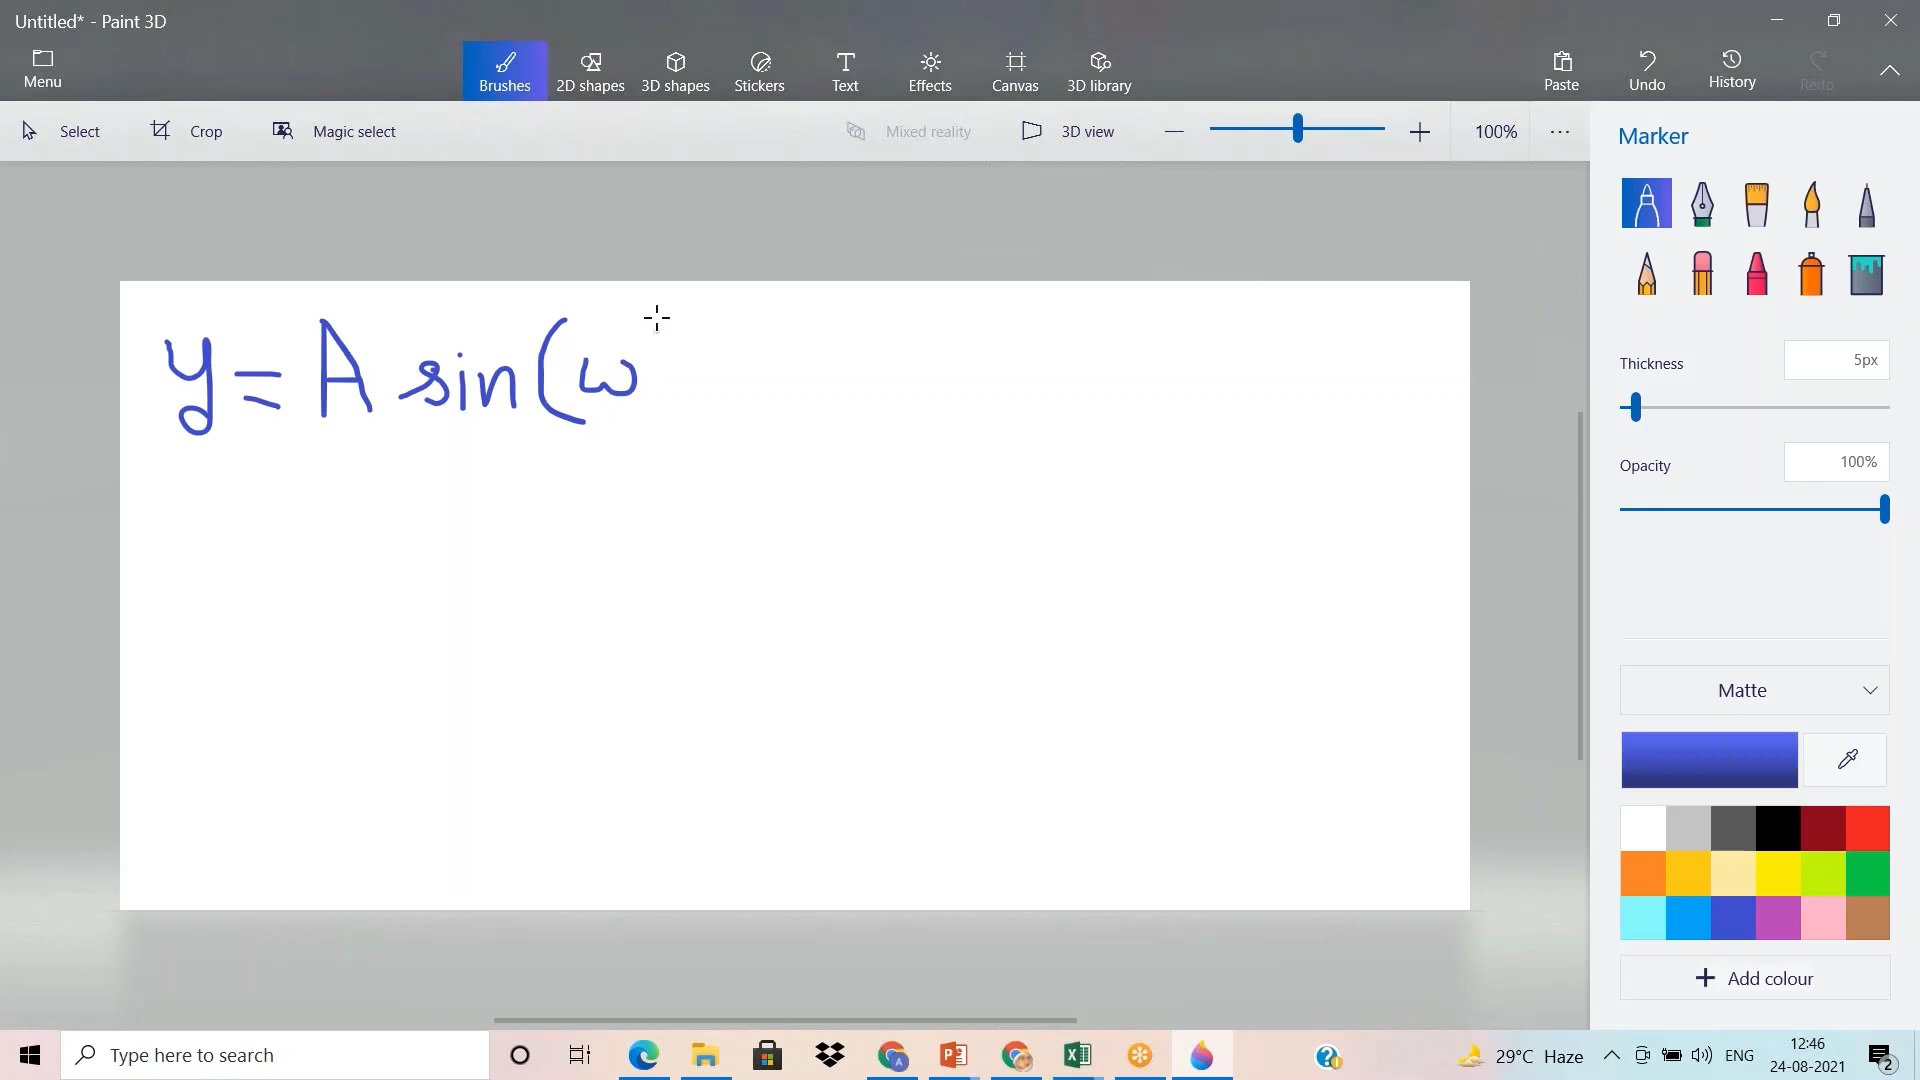 Untitled* - Paint 3D
Menu
Brushes 2D shapes 3D shapes Stickers Text Effects Canvas 3D library
Paste Undo History Redo
Select Crop Magic select Mixed reality 3D view 100% ...
Marker
Thickness 5px
Opacity 100%
Matte
+ Add colour
y = A sin(ω
Type here to search
29°C Haze ENG 12:46
24-08-2021
2